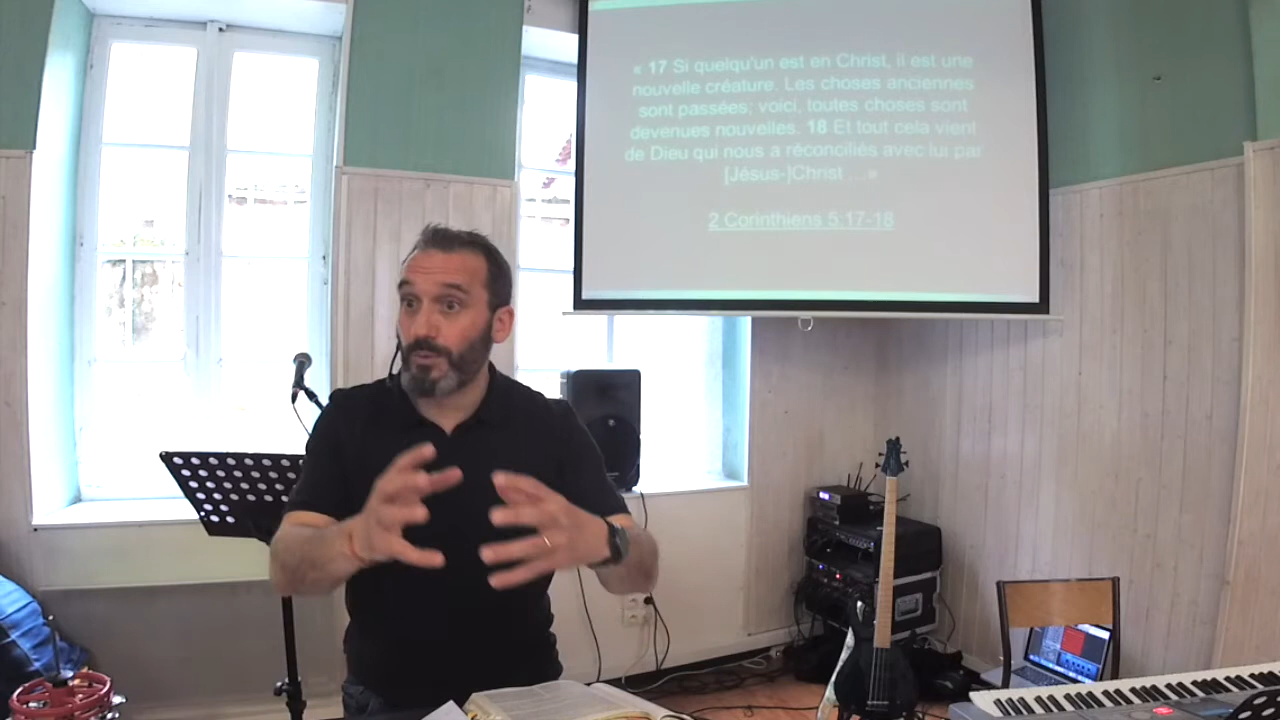 « 17 Si quelqu'un est en Christ, il est une
nouvelle créature. Les choses anciennes
sont passées; voici, toutes choses sont
devenues nouvelles. 18 Et tout cela vient
de Dieu qui nous a réconciliés avec lui par
[Jésus-]Christ ...»
2 Corinthiens 5:17-18